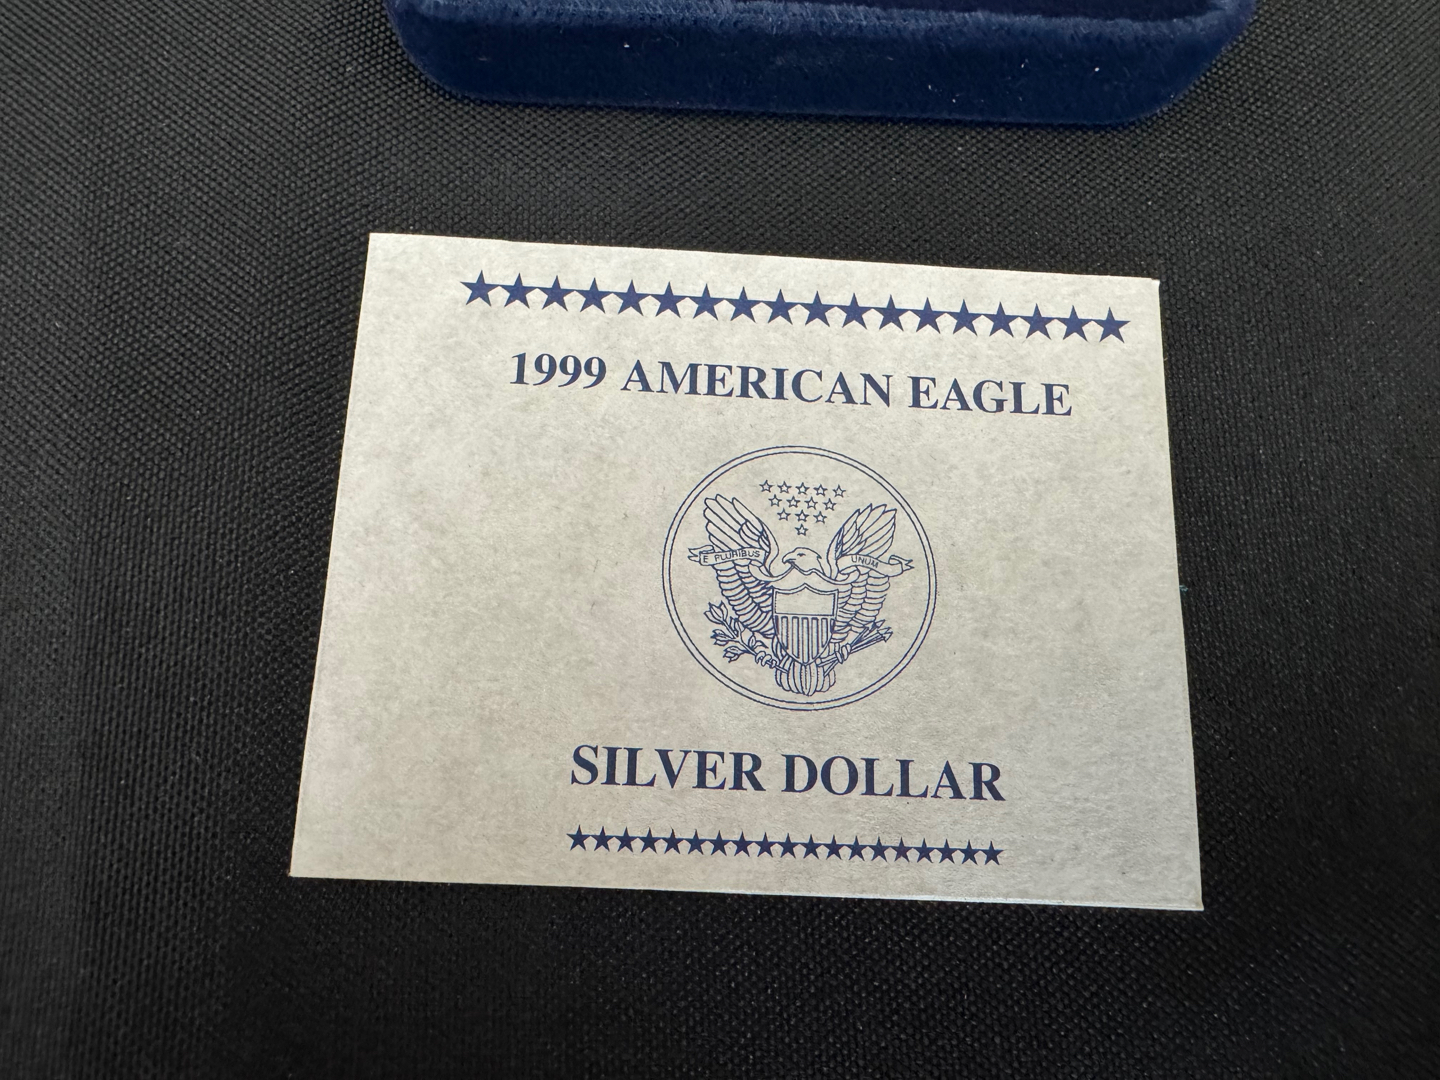 1999 AMERICAN EAGLE
E PLURIBUS UNUM
SILVER DOLLAR